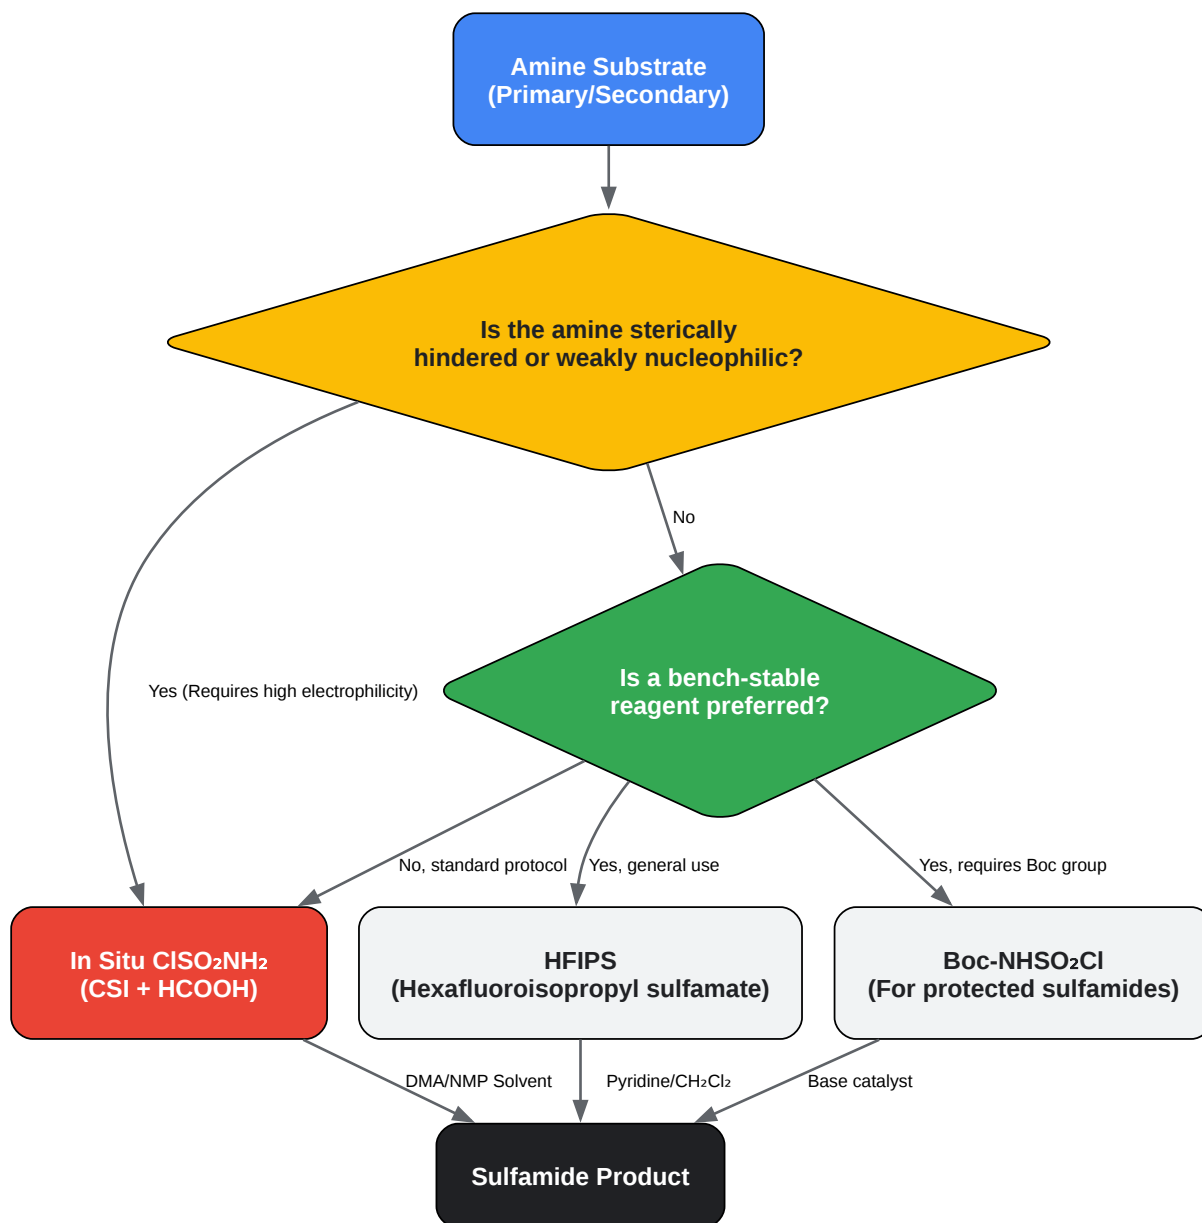 Amine Substrate
(Primary/Secondary)
Is the amine sterically
hindered or weakly nucleophilic?
No
Is a bench-stable
reagent preferred?
Yes (Requires high electrophilicity)
No, standard protocol
Yes, general use
Yes, requires Boc group
In Situ ClSO₂NH₂
(CSI + HCOOH)
HFIPS
(Hexafluoroisopropyl sulfamate)
Boc-NHSO₂Cl
(For protected sulfamides)
DMA/NMP Solvent
Pyridine/CH₂Cl₂
Base catalyst
Sulfamide Product